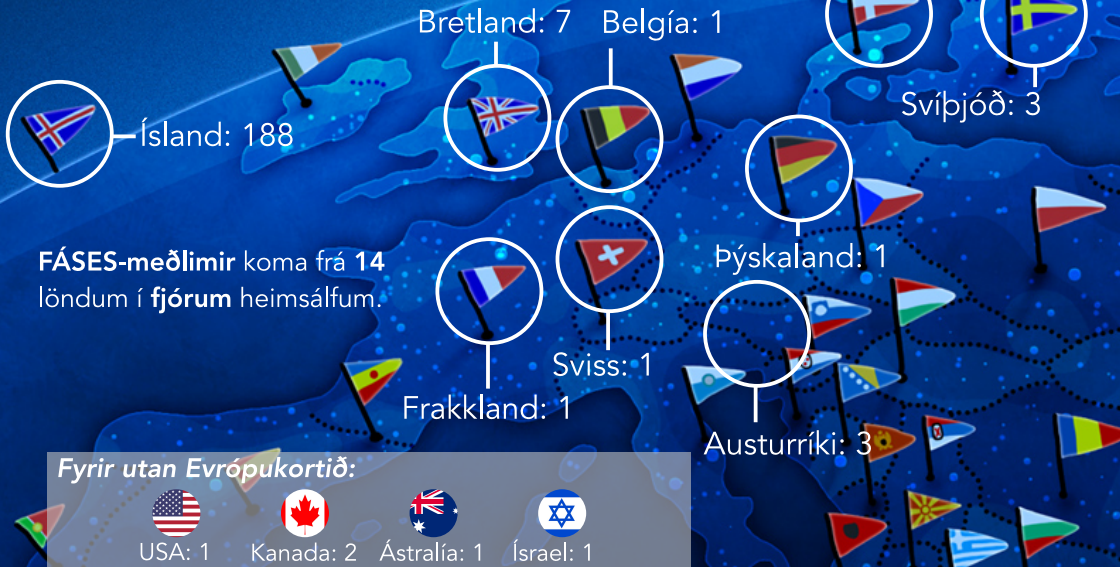 Bretland: 7
Belgía: 1
Svíþjóð: 3
Ísland: 188
FÁSES-meðlimir koma frá 14
löndum í fjórum heimsálfum.
Þýskaland: 1
Sviss: 1
Frakkland: 1
Austurríki: 3
Fyrir utan Evrópukortið:
USA: 1
Kanada: 2
Ástralía: 1
Ísrael: 1